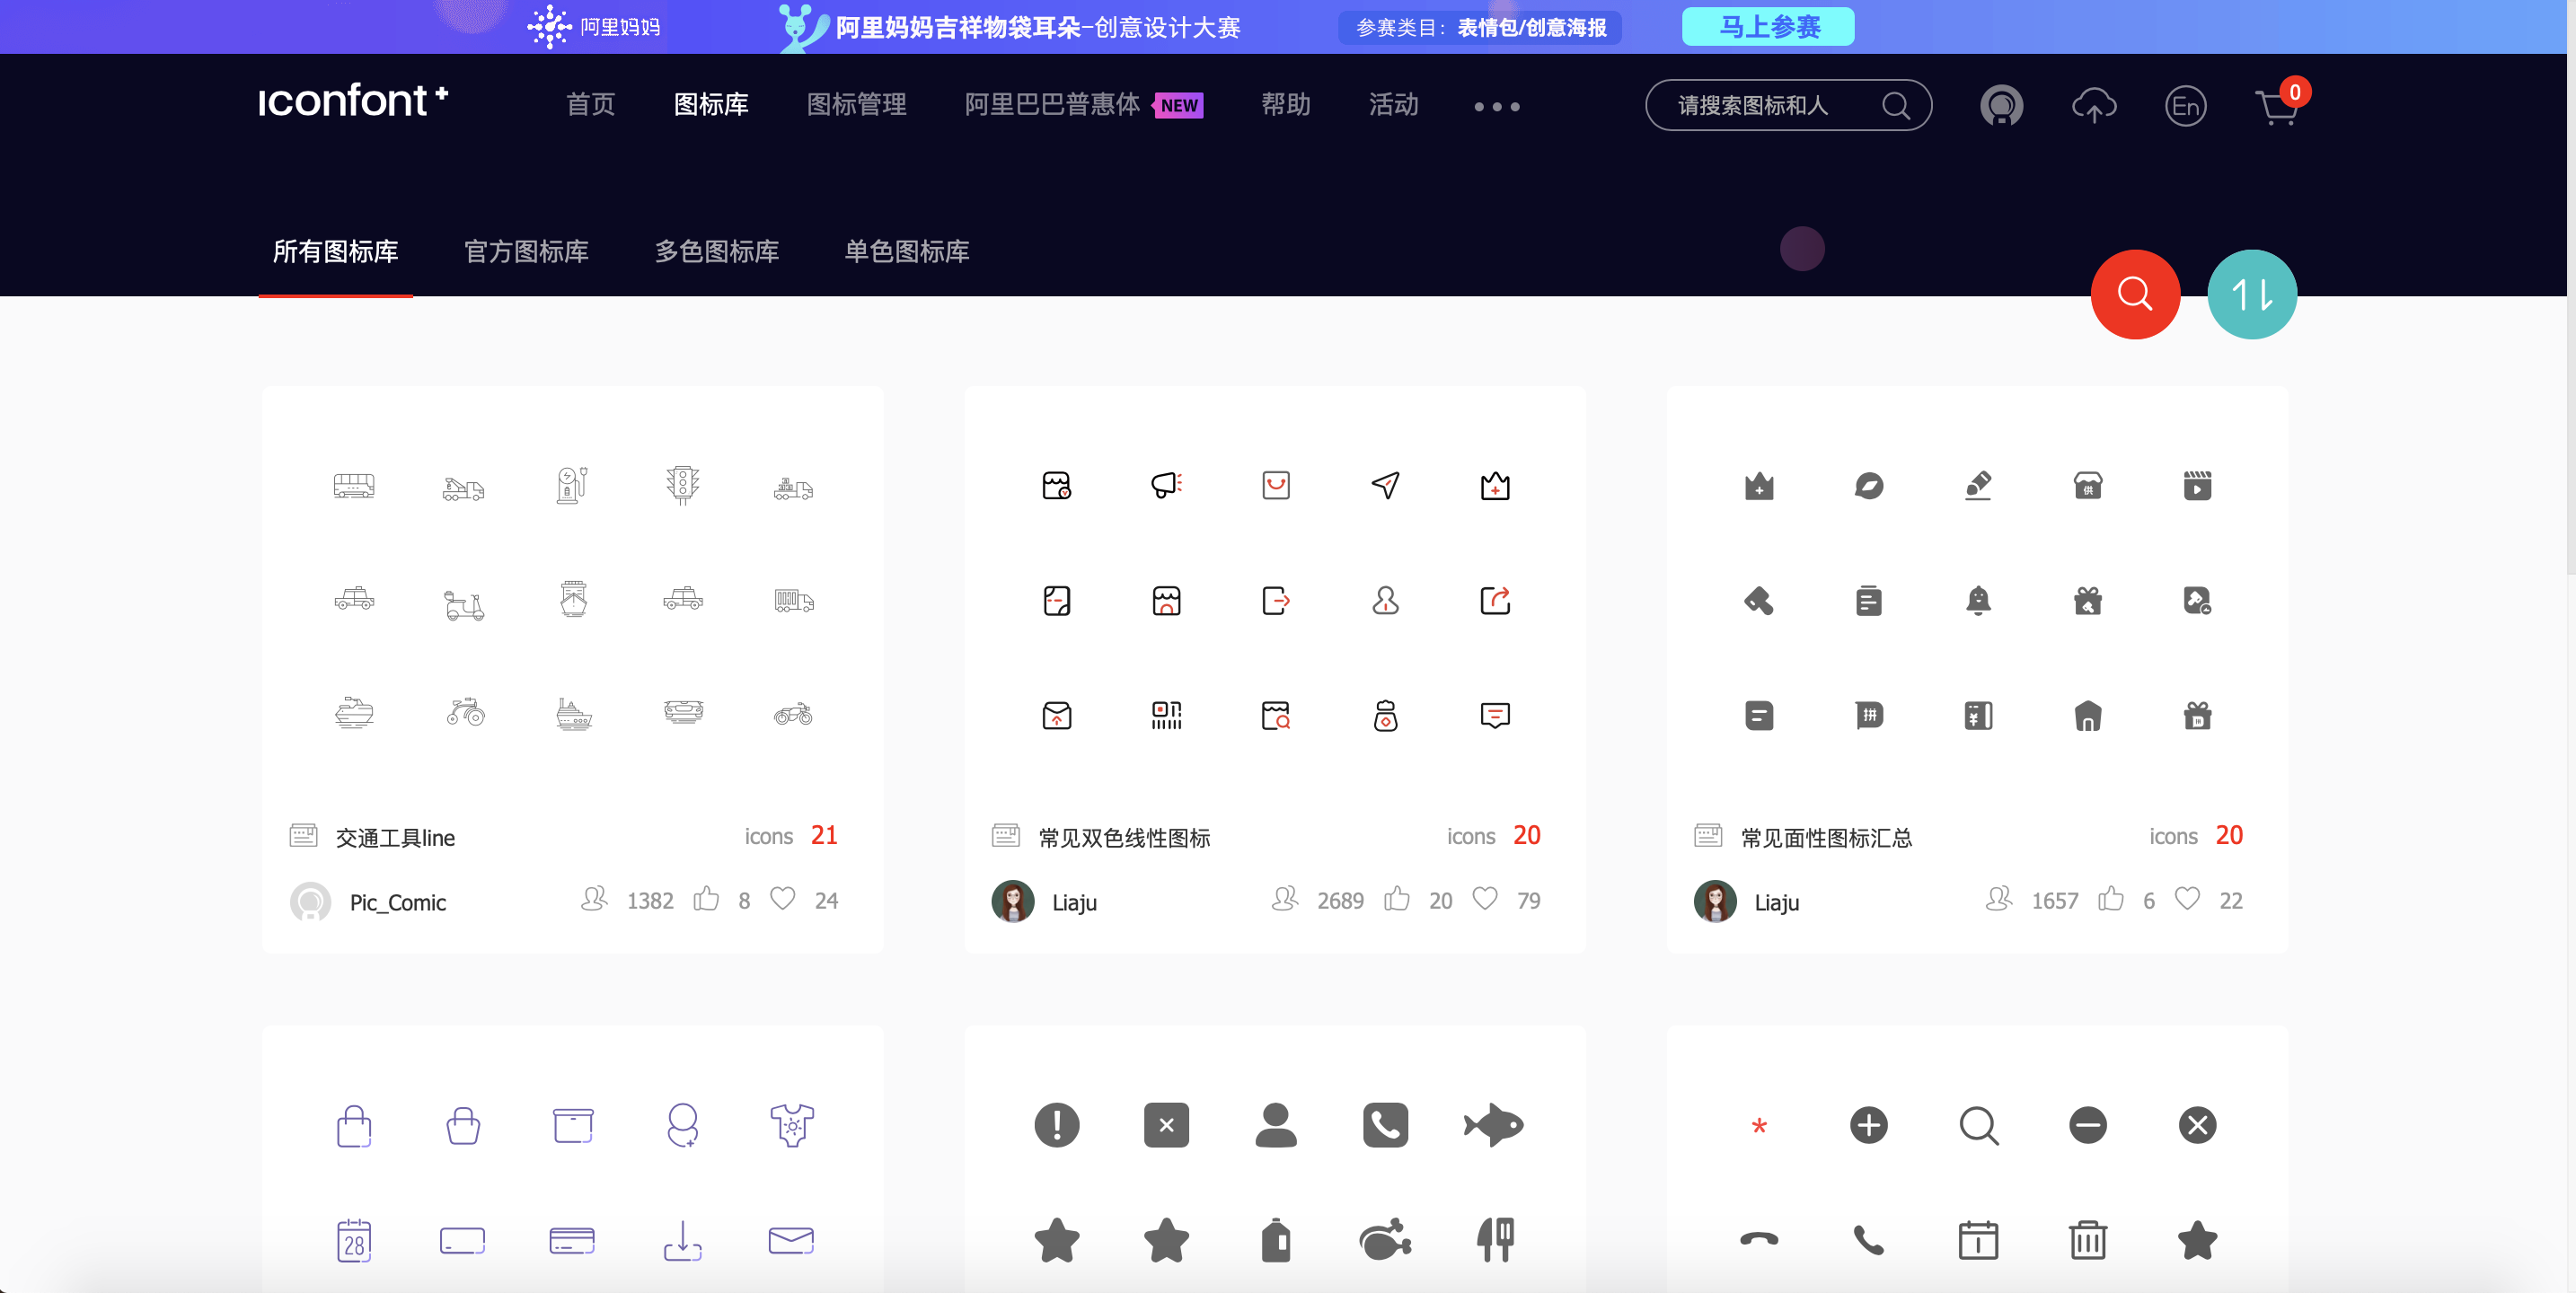 阿里妈妈
阿里妈妈吉祥物袋耳朵-创意设计大赛
参赛类目：表情包/创意海报
马上参赛
iconfont+
首页
图标库
图标管理
阿里巴巴普惠体 NEW
帮助
活动
请搜索图标和人
En
0
所有图标库
官方图标库
多色图标库
单色图标库
供
拼
¥
交通工具line
icons 21
Pic_Comic
1382 8 24
常见双色线性图标
icons 20
Liaju
2689 20 79
常见面性图标汇总
icons 20
Liaju
1657 6 22
*
28